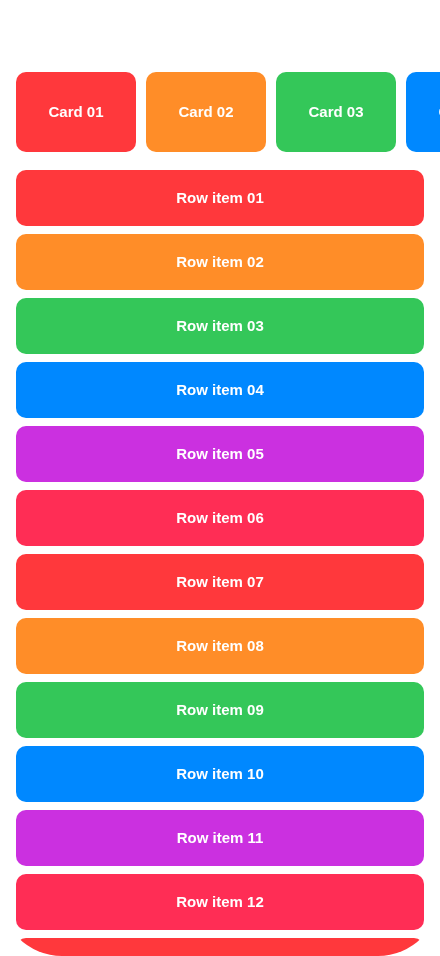 Card 01
Card 02
Card 03
Row item 01
Row item 02
Row item 03
Row item 04
Row item 05
Row item 06
Row item 07
Row item 08
Row item 09
Row item 10
Row item 11
Row item 12